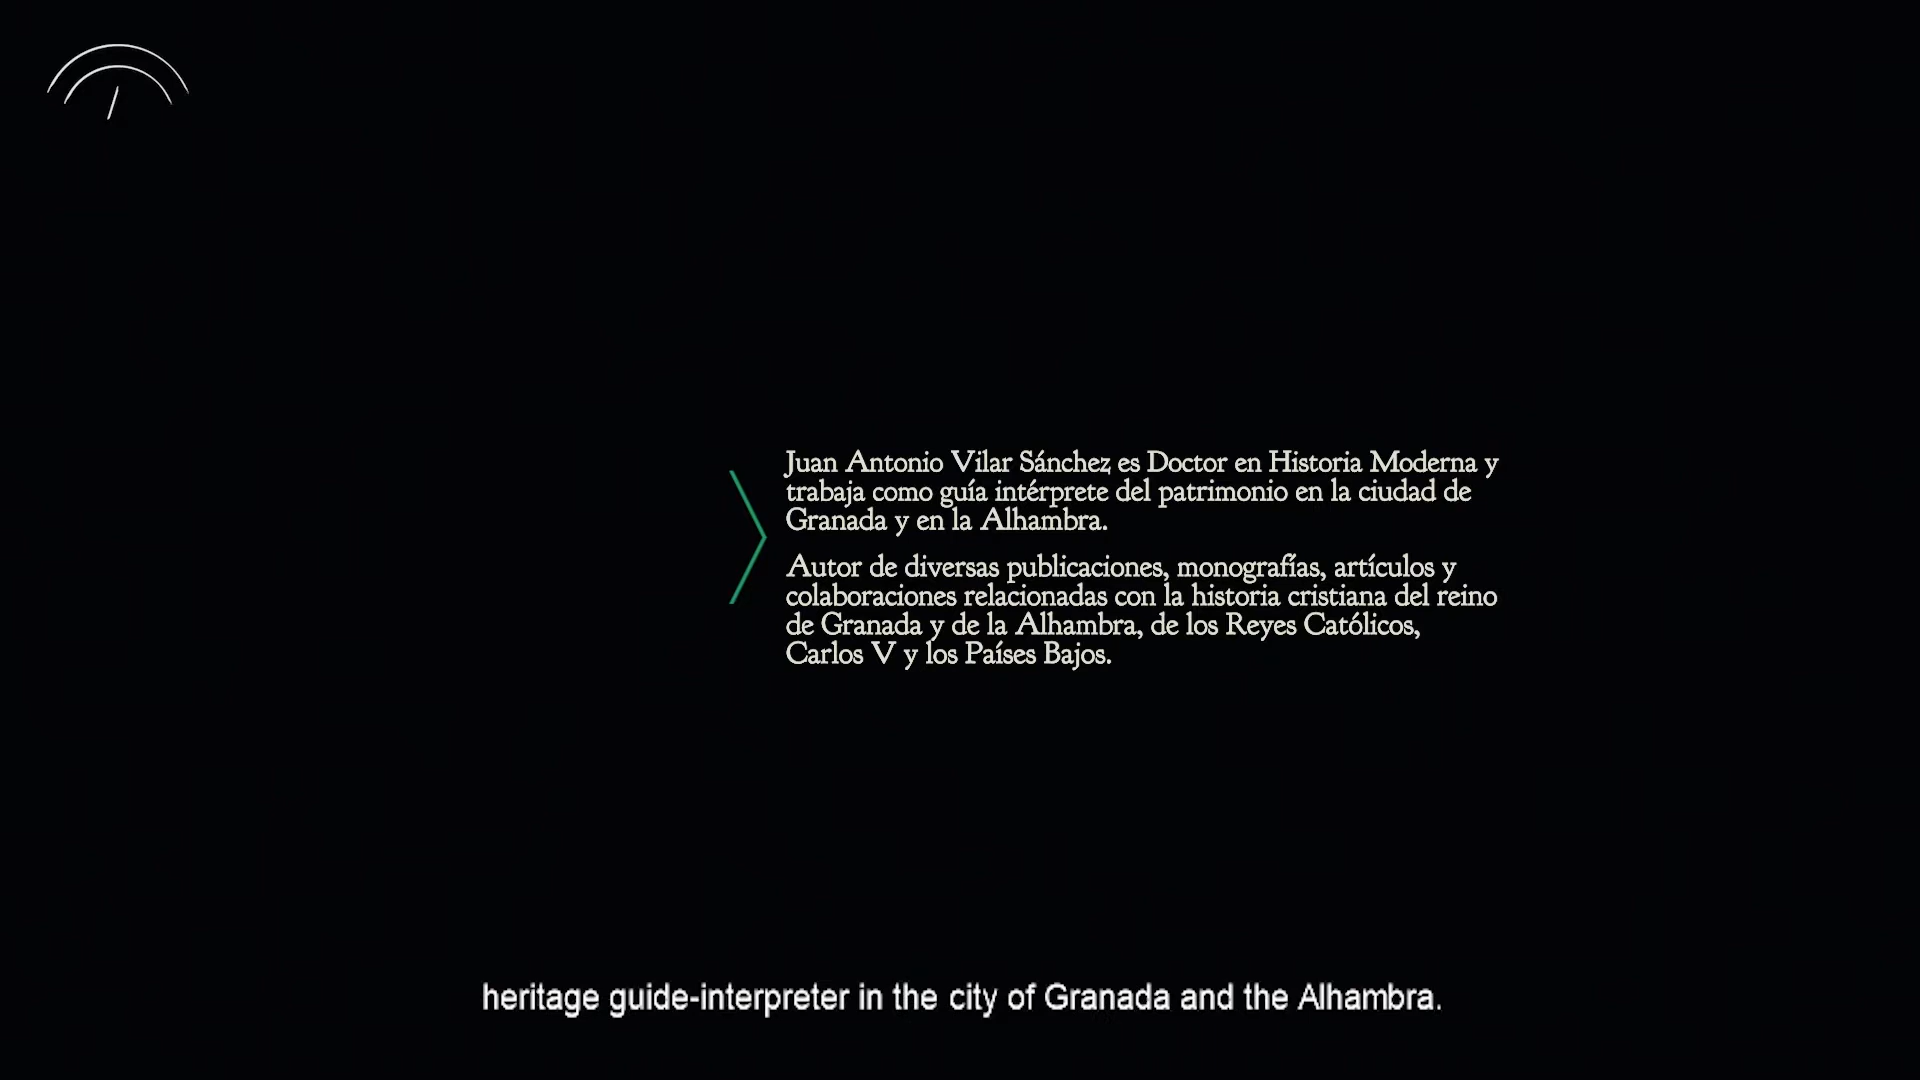 Juan Antonio Vilar Sánchez es Doctor en Historia Moderna y
trabaja como guía intérprete del patrimonio en la ciudad de
Granada y en la Alhambra.
Autor de diversas publicaciones, monografías, artículos y
colaboraciones relacionadas con la historia cristiana del reino
de Granada y de la Alhambra, de los Reyes Católicos,
Carlos V y los Países Bajos.
heritage guide-interpreter in the city of Granada and the Alhambra.